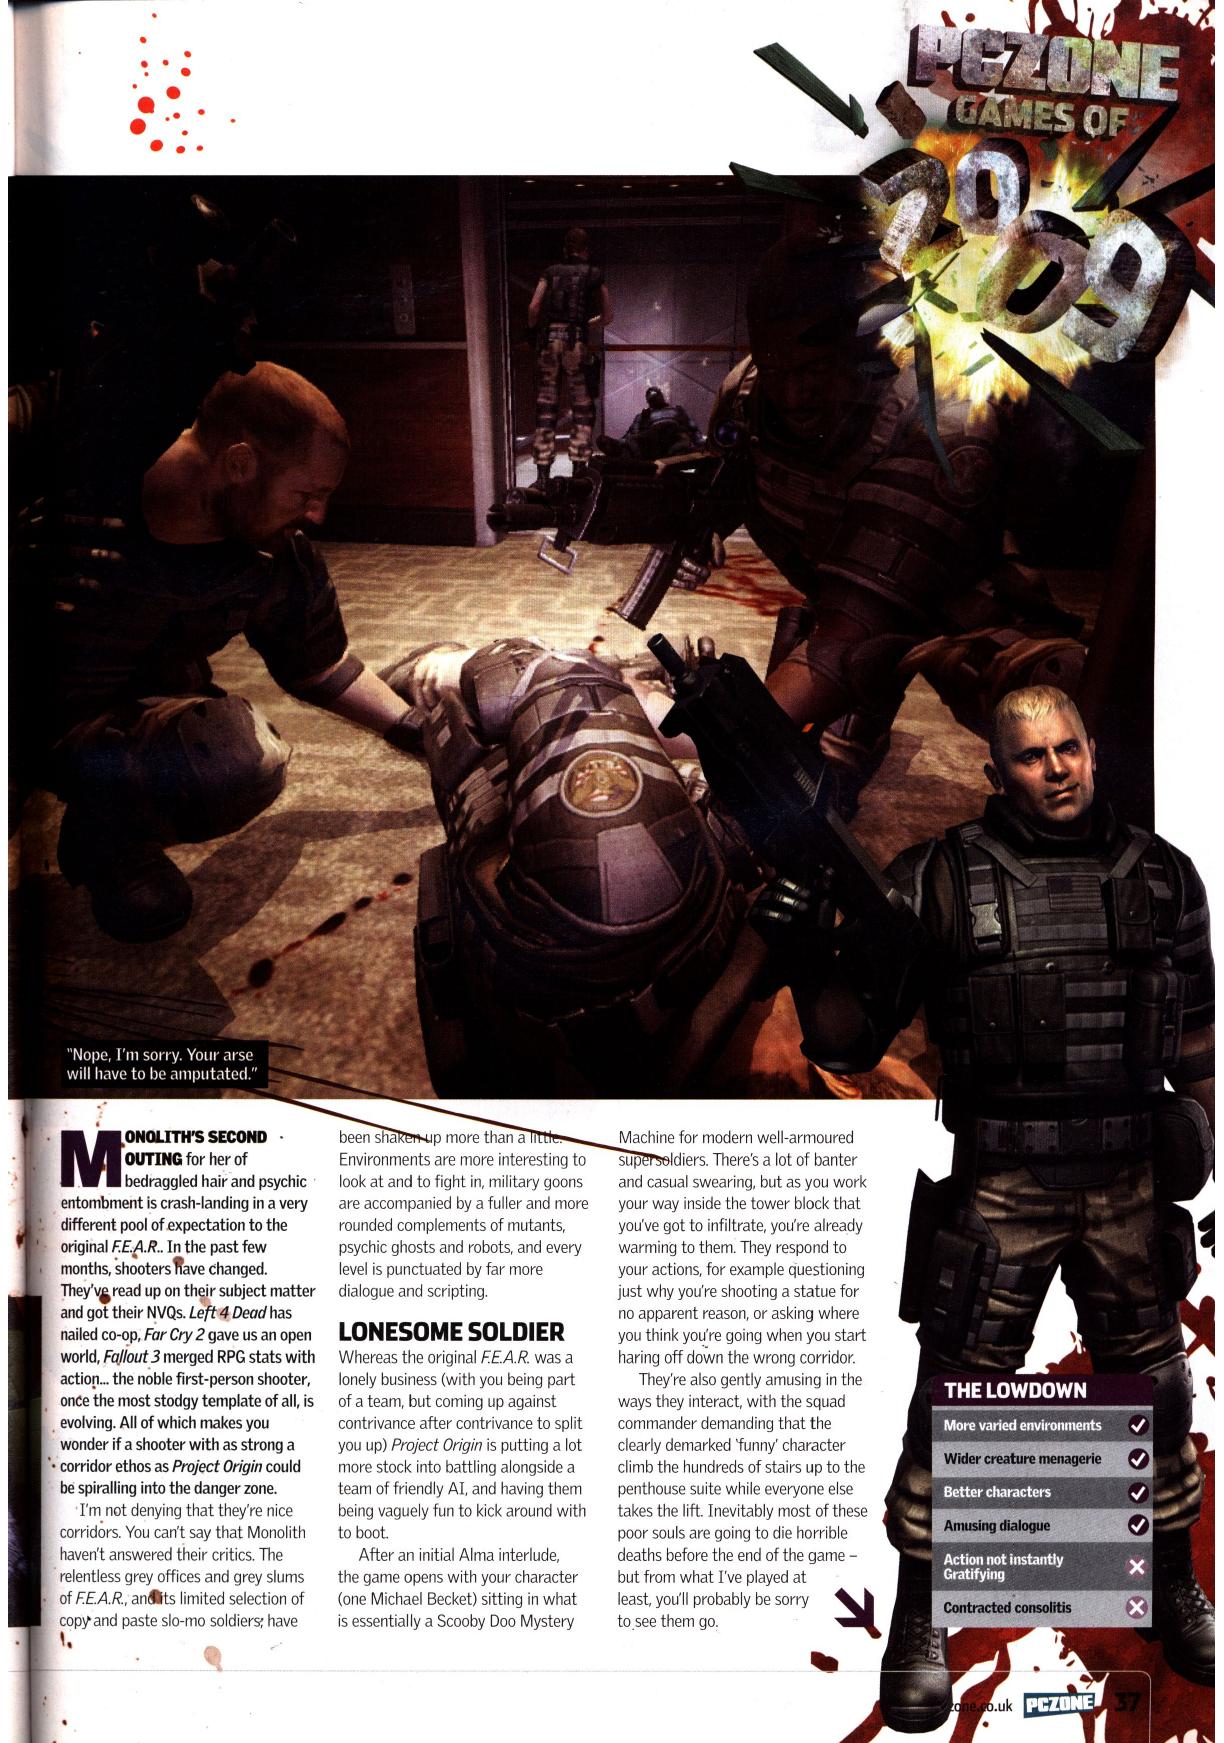 PCZONE
GAMES OF
2009
"Nope, I'm sorry. Your arse
will have to be amputated."
MONOLITH'S SECOND
OUTING for her of
bedraggled hair and psychic
entombment is crash-landing in a very
different pool of expectation to the
original F.E.A.R.. In the past few
months, shooters have changed.
They've read up on their subject matter
and got their NVQs. Left 4 Dead has
nailed co-op, Far Cry 2 gave us an open
world, Fallout 3 merged RPG stats with
action... the noble first-person shooter,
once the most stodgy template of all, is
evolving. All of which makes you
wonder if a shooter with as strong a
corridor ethos as Project Origin could
be spiralling into the danger zone.
I'm not denying that they're nice
corridors. You can't say that Monolith
haven't answered their critics. The
relentless grey offices and grey slums
of F.E.A.R., and its limited selection of
copy and paste slo-mo soldiers, have
been shaken up more than a little.
Environments are more interesting to
look at and to fight in, military goons
are accompanied by a fuller and more
rounded complements of mutants,
psychic ghosts and robots, and every
level is punctuated by far more
dialogue and scripting.
LONESOME SOLDIER
Whereas the original F.E.A.R. was a
lonely business (with you being part
of a team, but coming up against
contrivance after contrivance to split
you up) Project Origin is putting a lot
more stock into battling alongside a
team of friendly AI, and having them
being vaguely fun to kick around with
to boot.
After an initial Alma interlude,
the game opens with your character
(one Michael Becket) sitting in what
is essentially a Scooby Doo Mystery
Machine for modern well-armoured
supersoldiers. There's a lot of banter
and casual swearing, but as you work
your way inside the tower block that
you've got to infiltrate, you're already
warming to them. They respond to
your actions, for example questioning
just why you're shooting a statue for
no apparent reason, or asking where
you think you're going when you start
haring off down the wrong corridor.
They're also gently amusing in the
ways they interact, with the squad
commander demanding that the
clearly demarked 'funny' character
climb the hundreds of stairs up to the
penthouse suite while everyone else
takes the lift. Inevitably most of these
poor souls are going to die horrible
deaths before the end of the game –
but from what I've played at
least, you'll probably be sorry
to see them go.
THE LOWDOWN
More varied environments
Wider creature menagerie
Better characters
Amusing dialogue
Action not instantly
Gratifying
Contracted consolitis
zone.co.uk PCZONE 37